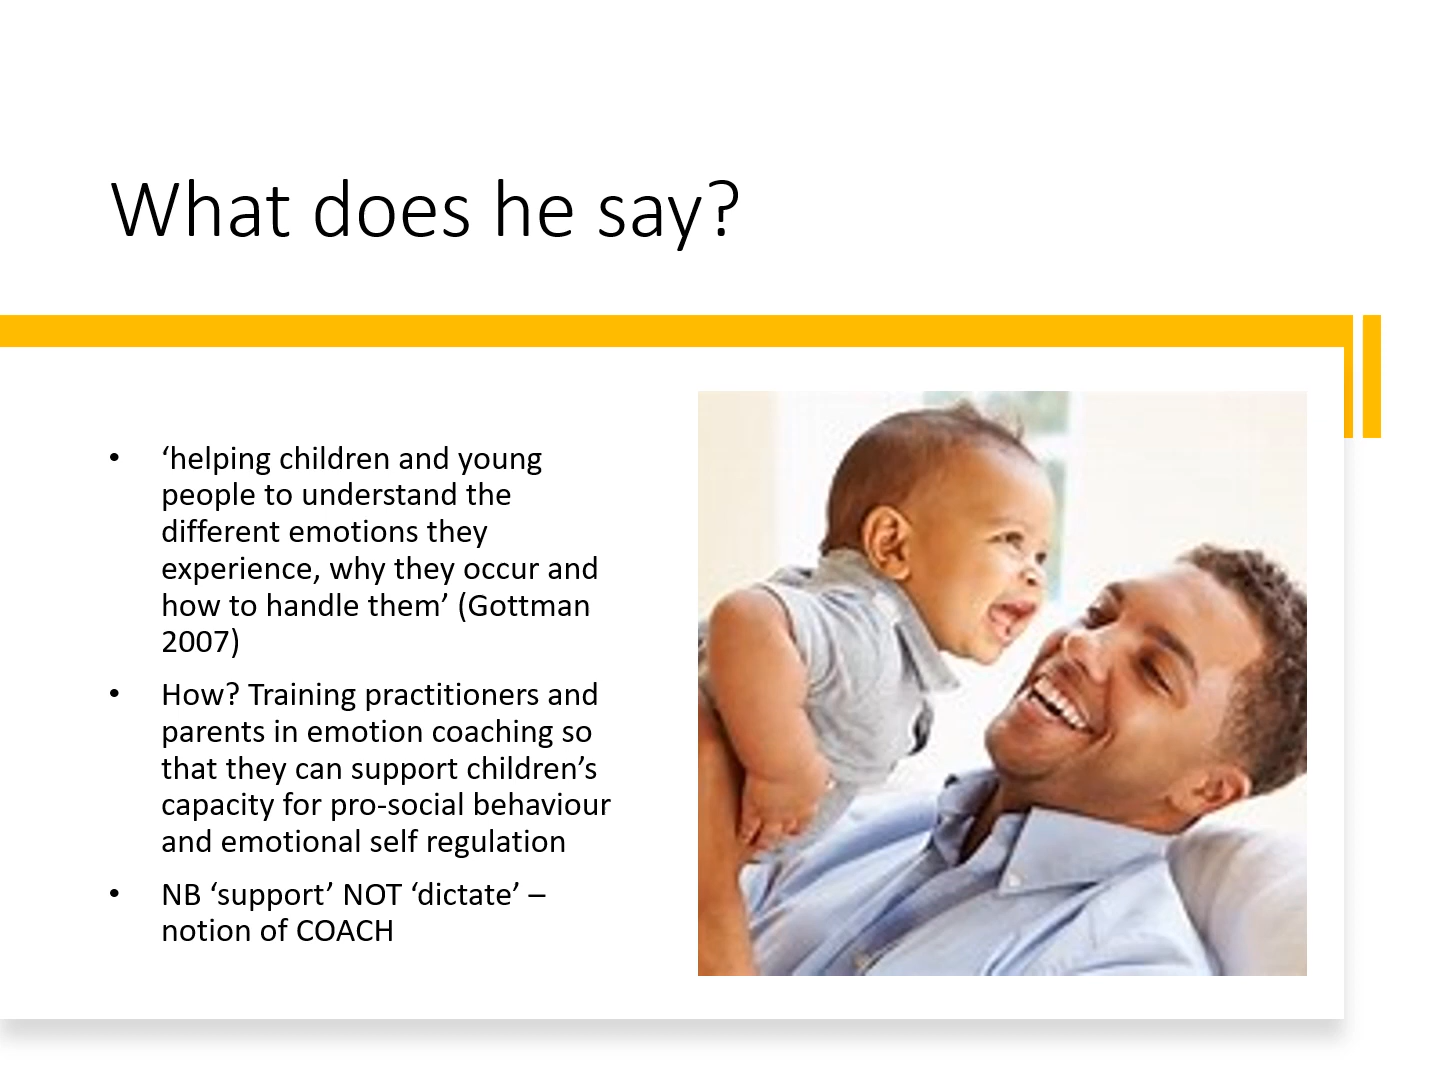 What does he say?
• ‘helping children and young
people to understand the
different emotions they
experience, why they occur and
how to handle them’ (Gottman
2007)
• How? Training practitioners and
parents in emotion coaching so
that they can support children’s
capacity for pro-social behaviour
and emotional self regulation
• NB ‘support’ NOT ‘dictate’ –
notion of COACH